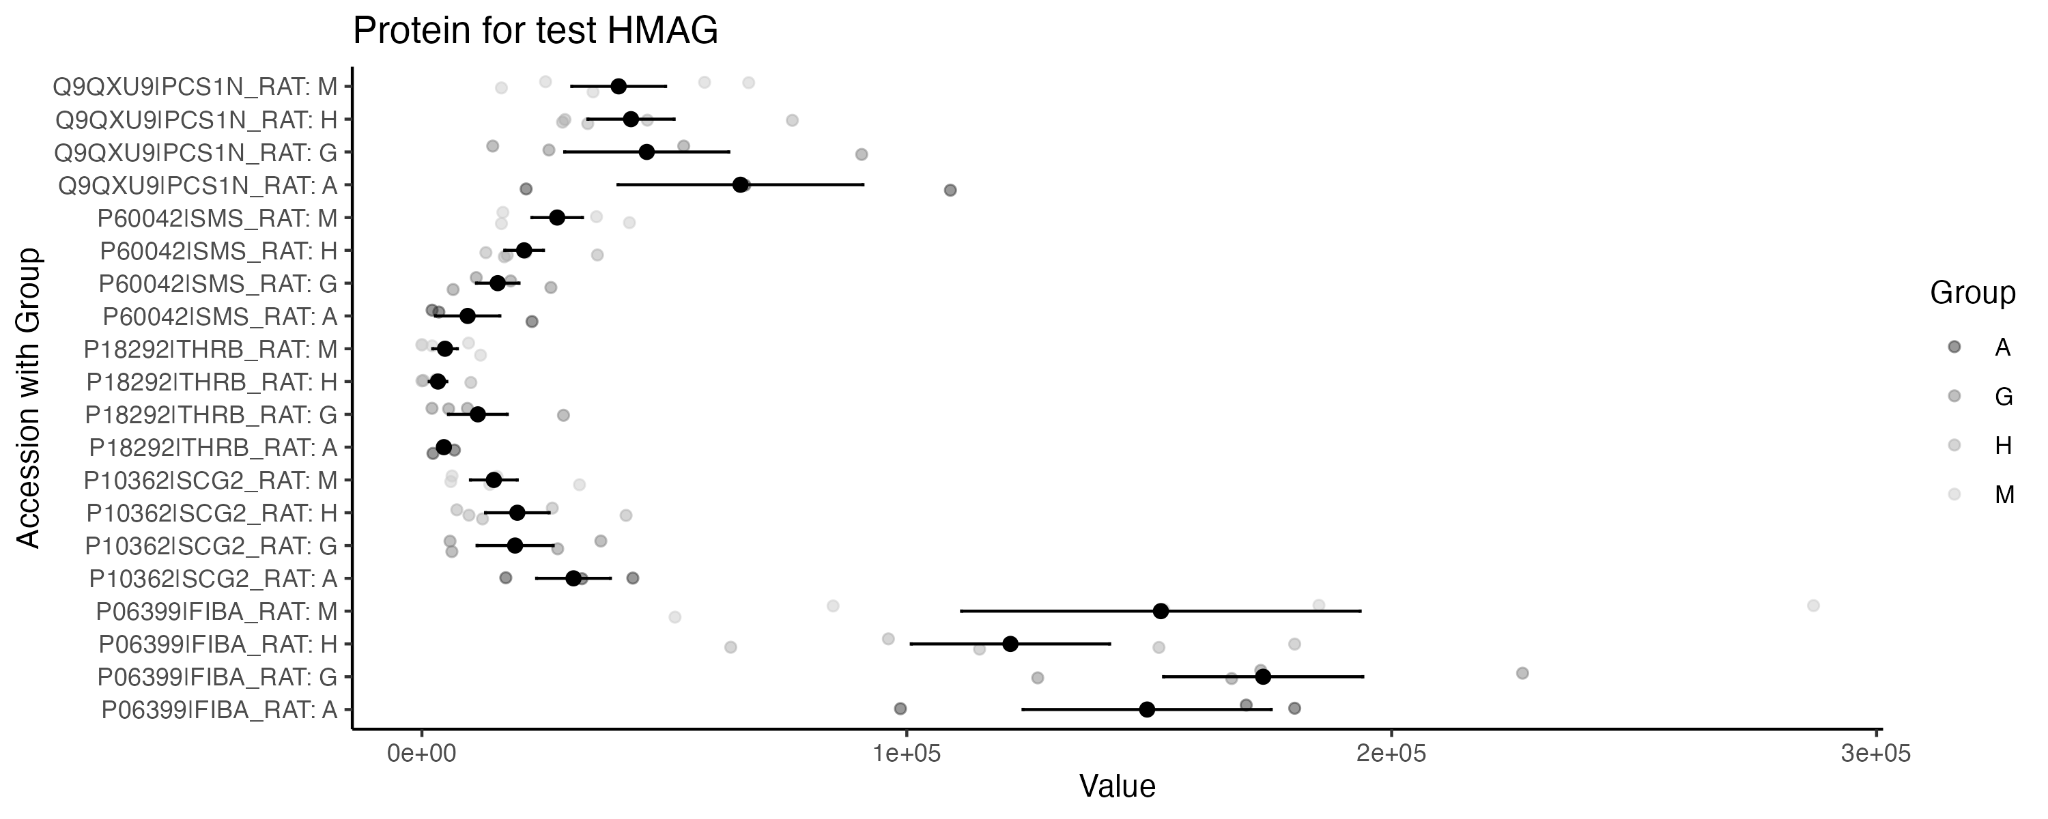 Protein for test HMAG
Accession with Group
Q9QXU9|PCS1N_RAT: M
Q9QXU9|PCS1N_RAT: H
Q9QXU9|PCS1N_RAT: G
Q9QXU9|PCS1N_RAT: A
P60042|SMS_RAT: M
P60042|SMS_RAT: H
P60042|SMS_RAT: G
P60042|SMS_RAT: A
P18292|THRB_RAT: M
P18292|THRB_RAT: H
P18292|THRB_RAT: G
P18292|THRB_RAT: A
P10362|SCG2_RAT: M
P10362|SCG2_RAT: H
P10362|SCG2_RAT: G
P10362|SCG2_RAT: A
P06399|FIBA_RAT: M
P06399|FIBA_RAT: H
P06399|FIBA_RAT: G
P06399|FIBA_RAT: A
0e+00 1e+05 2e+05 3e+05
Value
Group
A
G
H
M